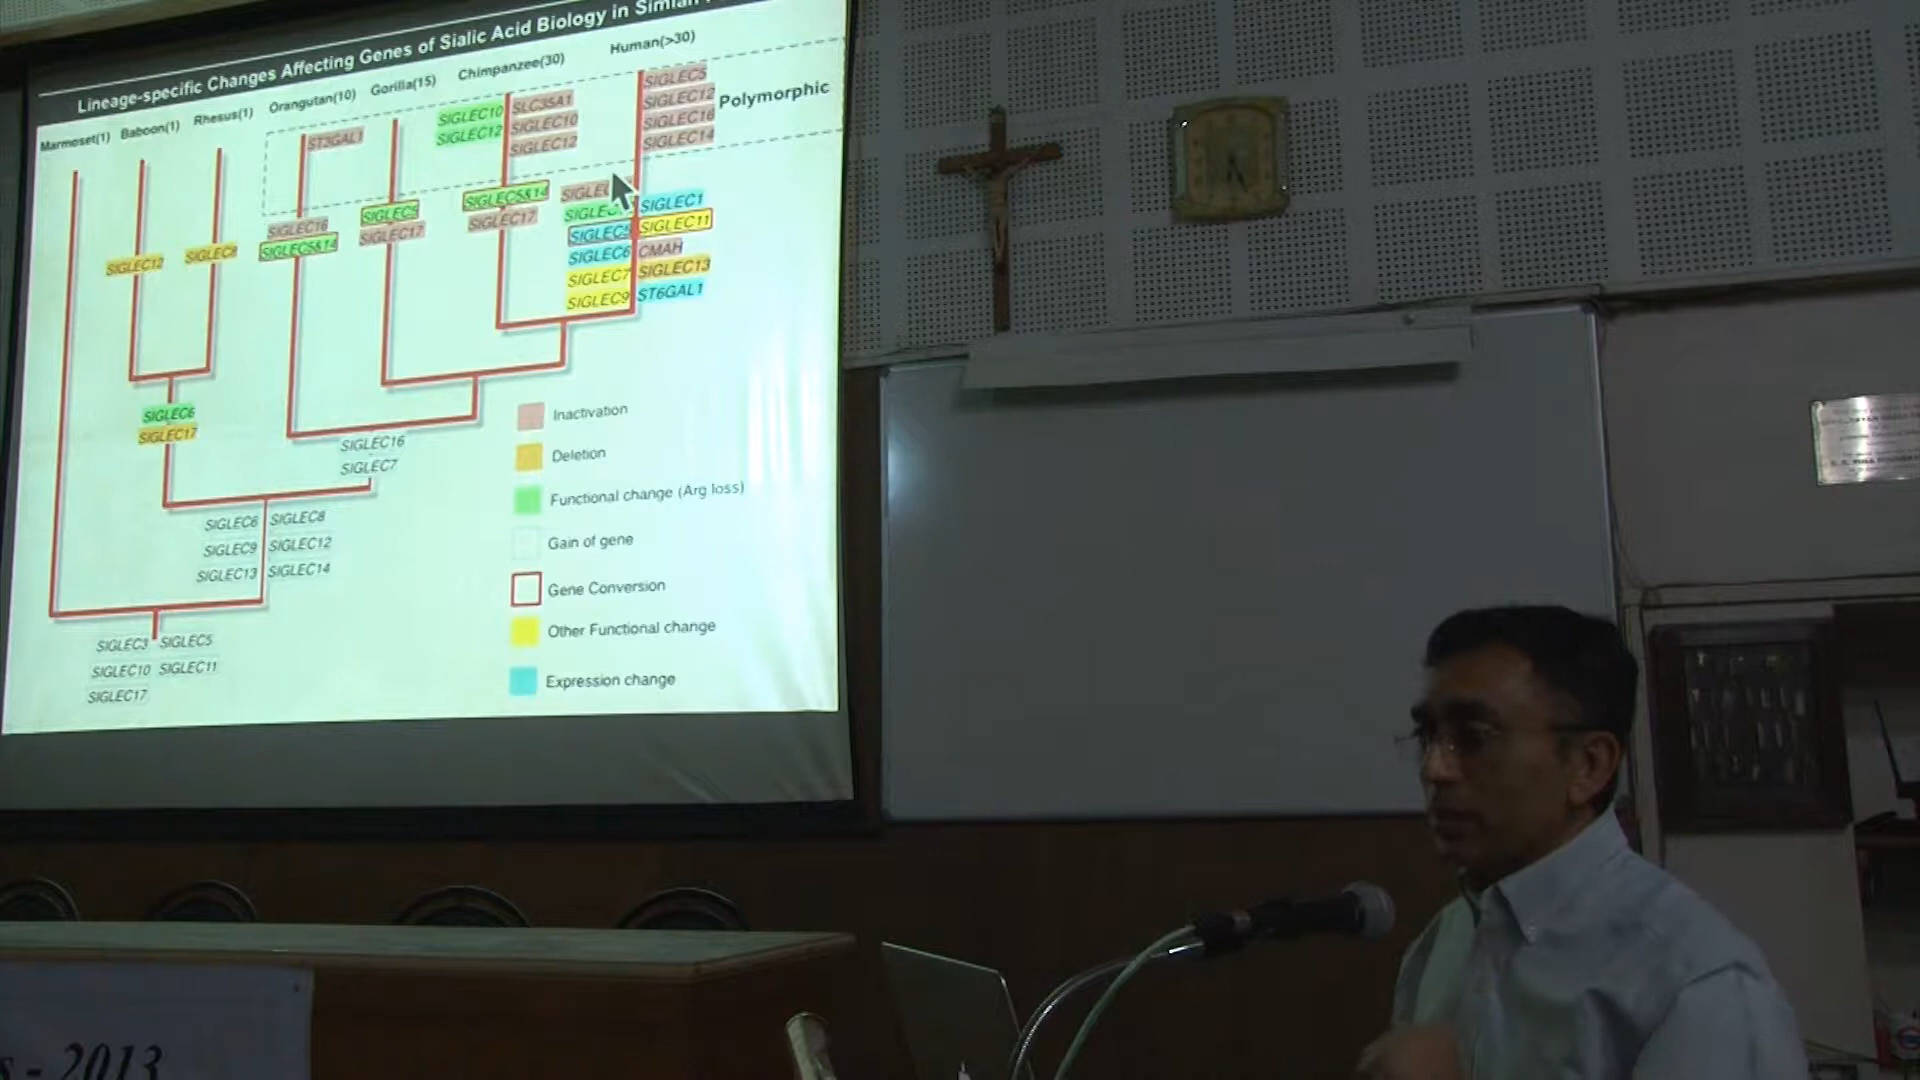 Lineage-specific Changes Affecting Genes of Sialic Acid Biology in Simian
Marmoset(1) Baboon(1) Rhesus(1) Orangutan(10) Gorilla(15) Chimpanzee(30) Human(>30)
ST3GAL1
SIGLEC10
SIGLEC12
SLC35A1
SIGLEC10
SIGLEC12
SIGLEC5
SIGLEC12
SIGLEC16
SIGLEC14
Polymorphic
SIGLEC12
SIGLEC16
SIGLEC5&14
SIGLEC17
SIGLEC5&14
SIGLEC17
SIGLEC1
SIGLEC5 SIGLEC11
SIGLEC6 CMAH
SIGLEC7 SIGLEC13
SIGLEC9 ST6GAL1
SIGLEC6
SIGLEC17
SIGLEC16
SIGLEC7
SIGLEC6 SIGLEC8
SIGLEC9 SIGLEC12
SIGLEC13 SIGLEC14
SIGLEC3 SIGLEC5
SIGLEC10 SIGLEC11
SIGLEC17
Inactivation
Deletion
Functional change (Arg loss)
Gain of gene
Gene Conversion
Other Functional change
Expression change
- 2013